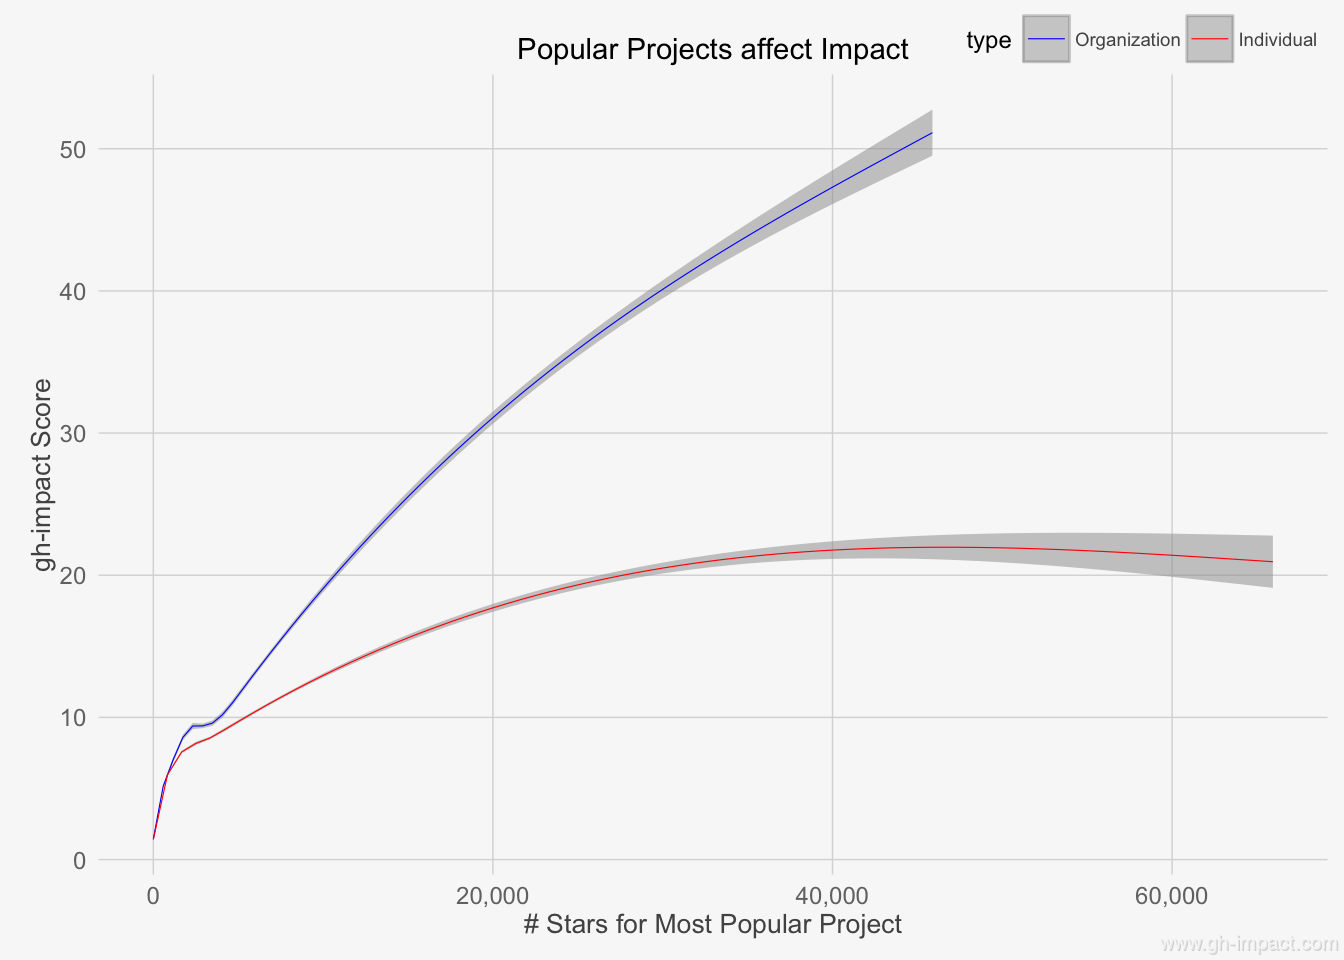 Popular Projects affect Impact
type Organization Individual
gh-impact Score
50
40
30
20
10
0
0 20,000 40,000 60,000
# Stars for Most Popular Project
www.gh-impact.com